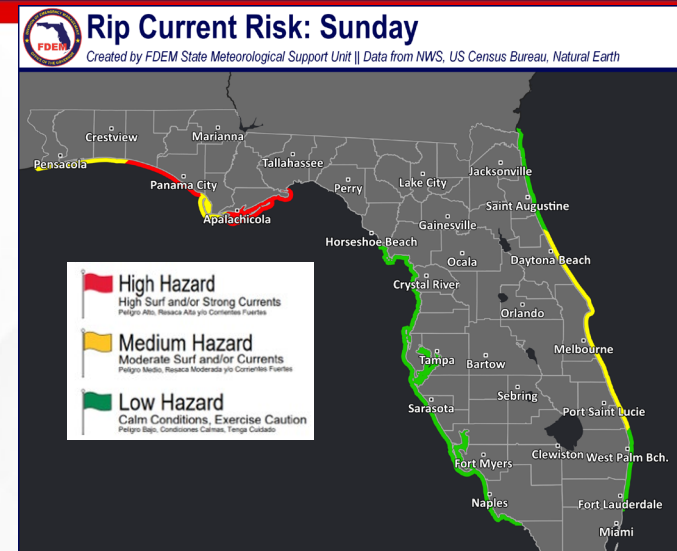 Rip Current Risk: Sunday
Created by FDEM State Meteorological Support Unit || Data from NWS, US Census Bureau, Natural Earth
FDEM
Crestview
Marianna
Pensacola
Tallahassee
Panama City
Perry
Lake City
Jacksonville
Apalachicola
Saint Augustine
Gainesville
Horseshoe Beach
Ocala
Daytona Beach
Crystal River
Orlando
Melbourne
Tampa
Bartow
Sebring
Sarasota
Port Saint Lucie
Clewiston
West Palm Bch.
Fort Myers
Naples
Fort Lauderdale
Miami
High Hazard
High Surf and/or Strong Currents
Peligro Alto, Resaca Alta y/o Corrientes Fuertes
Medium Hazard
Moderate Surf and/or Currents
Peligro Medio, Resaca Moderada y/o Corrientes Fuertes
Low Hazard
Calm Conditions, Exercise Caution
Peligro Bajo, Condiciones Calmas, Tenga Cuidado